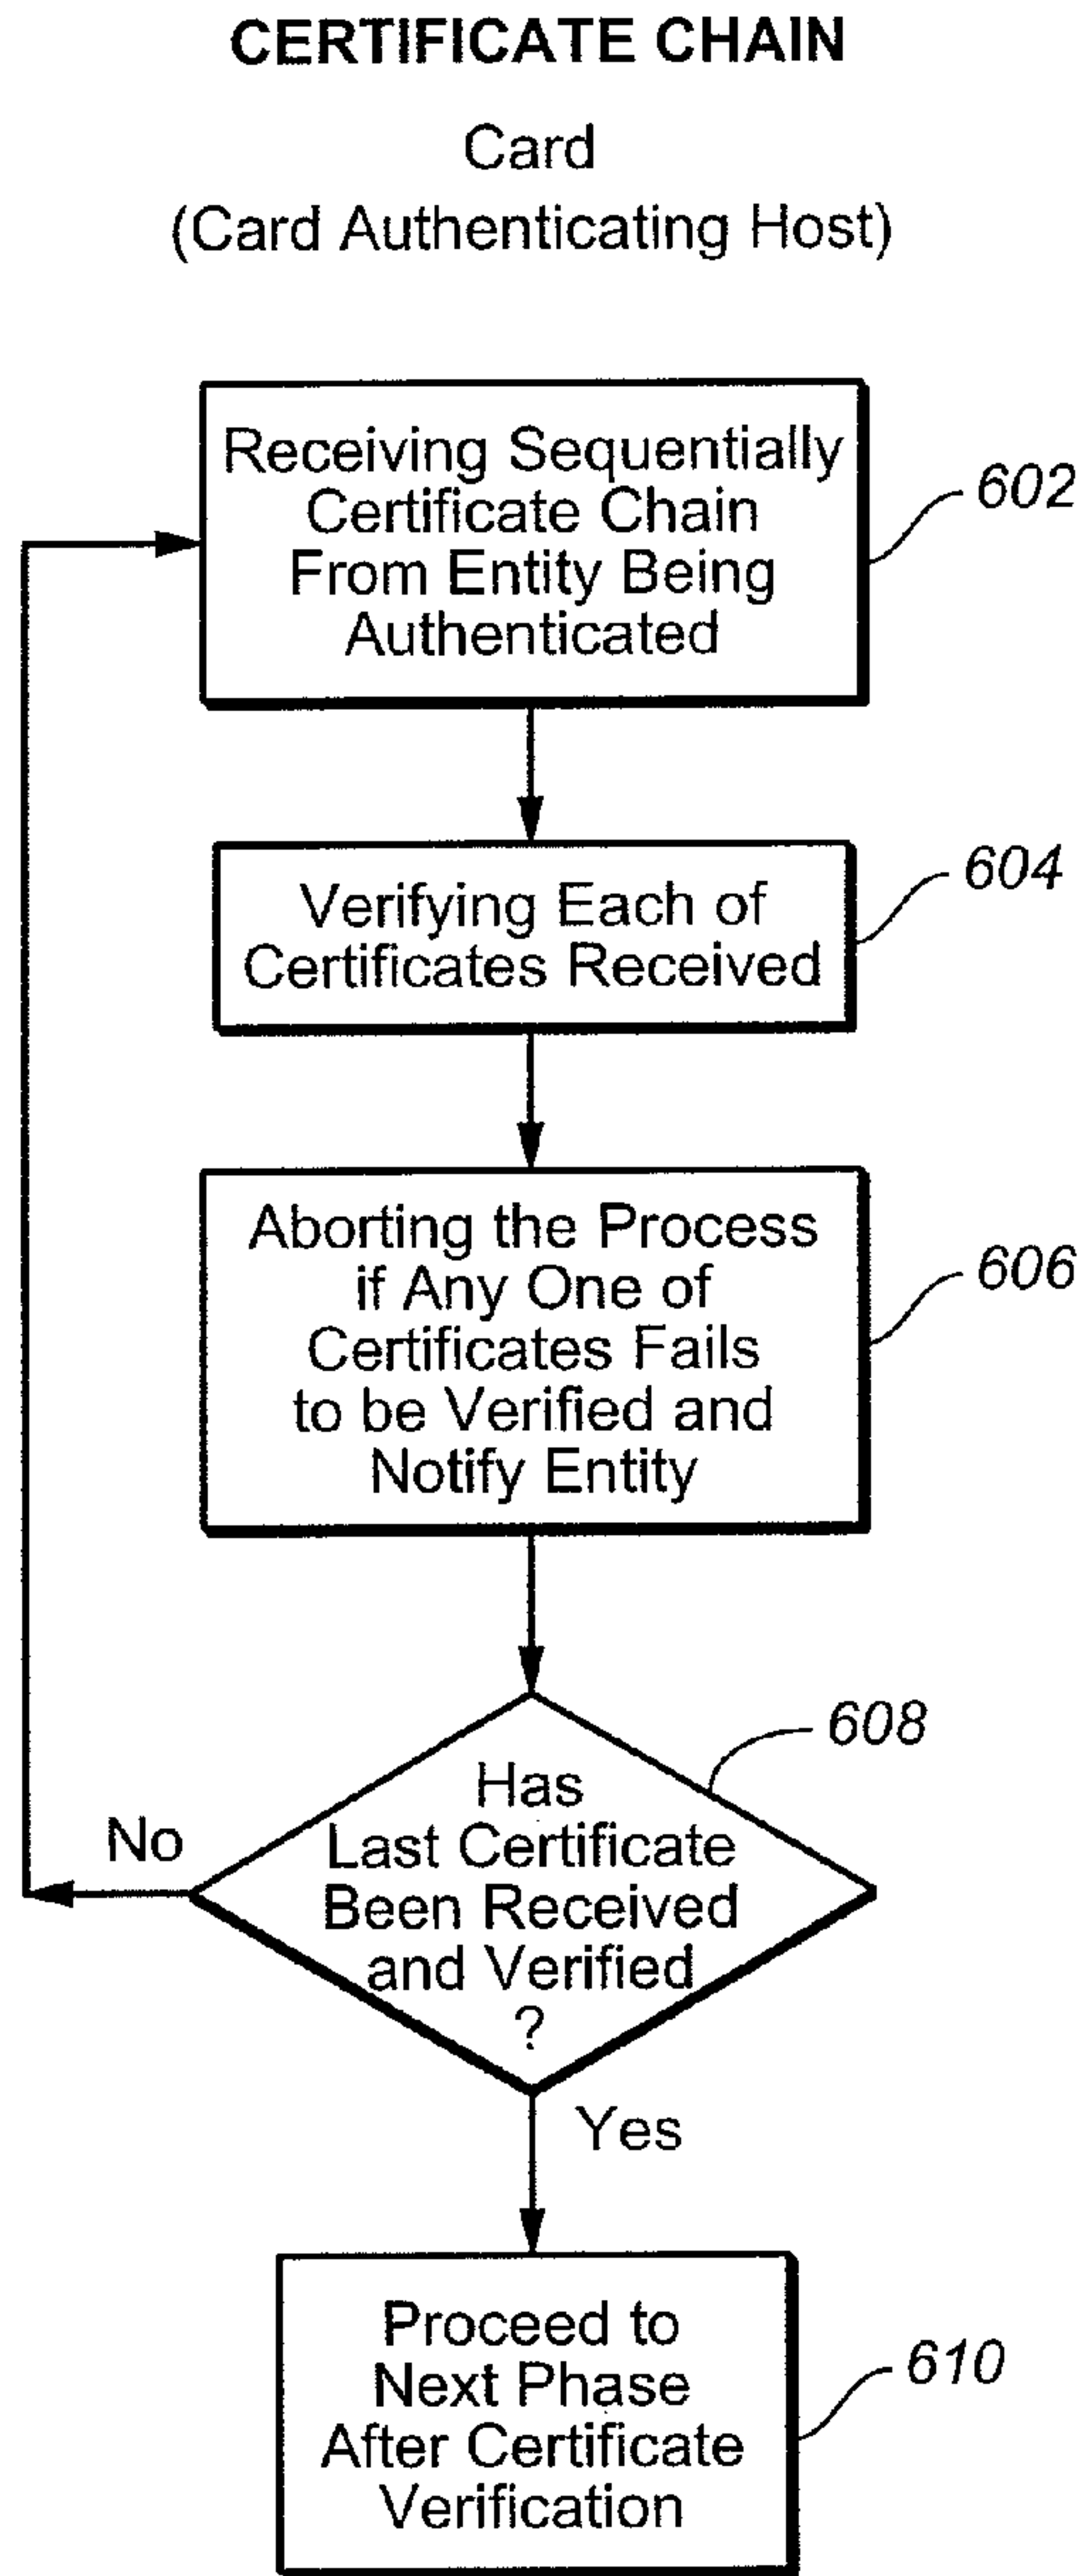 CERTIFICATE CHAIN
Card
(Card Authenticating Host)
Receiving Sequentially
Certificate Chain
From Entity Being
Authenticated
602
Verifying Each of
Certificates Received
604
Aborting the Process
if Any One of
Certificates Fails
to be Verified and
Notify Entity
606
Has
Last Certificate
Been Received
and Verified
?
608
No
Yes
Proceed to
Next Phase
After Certificate
Verification
610